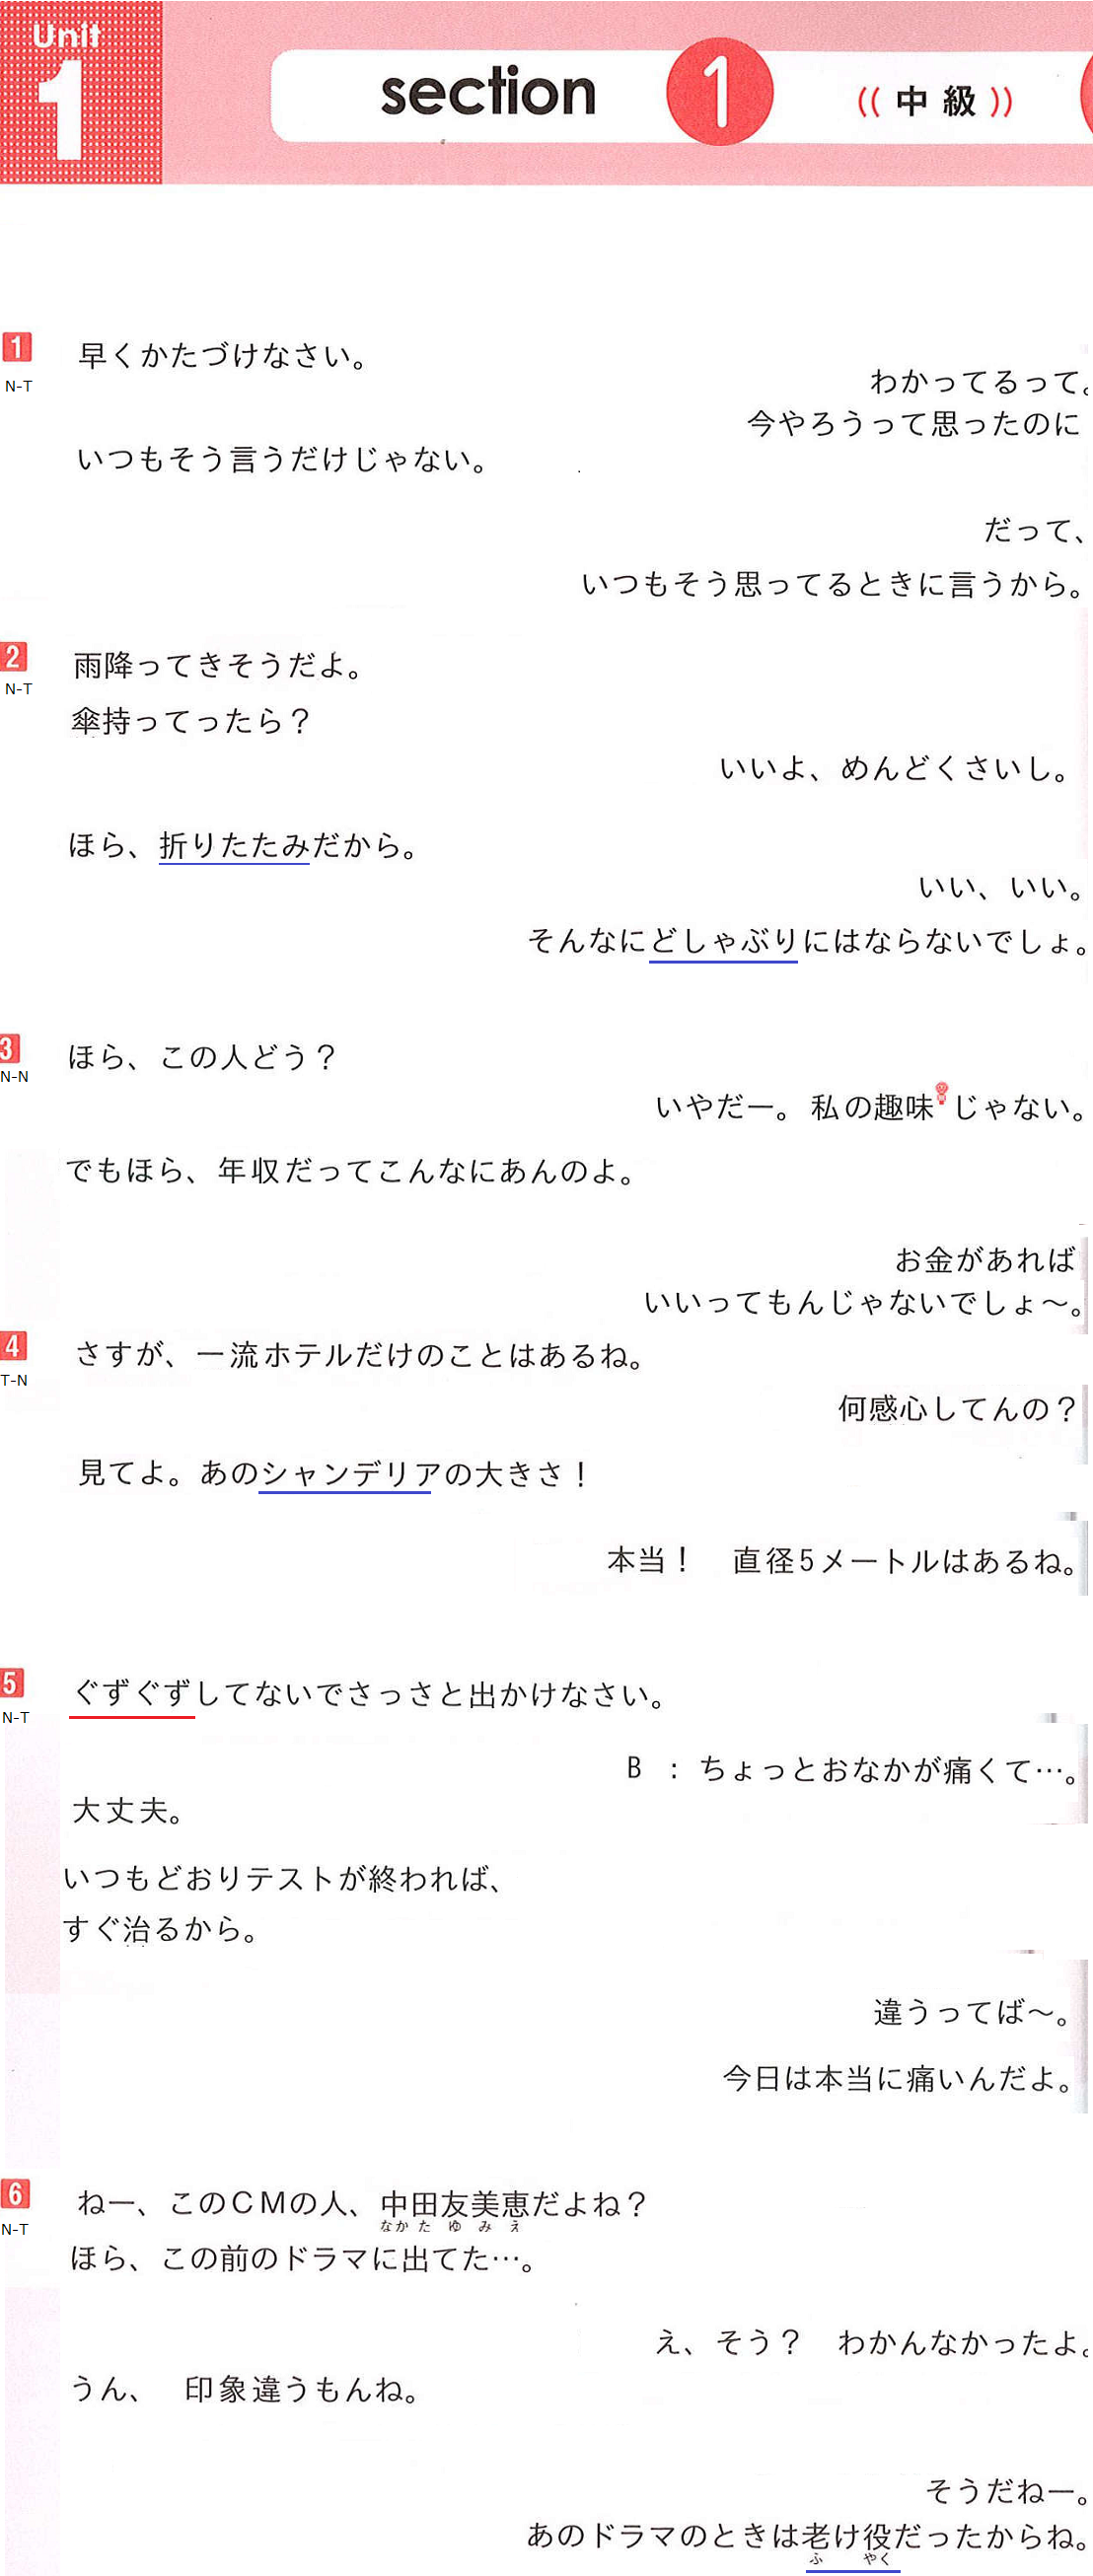 Unit
1
section 1 (( 中級 ))
1 早くかたづけなさい。
N-T
わかってるって。
今やろうって思ったのに
いつもそう言うだけじゃない。
だって、
いつもそう思ってるときに言うから。
2 雨降ってきそうだよ。
N-T
傘持ってったら？
いいよ、めんどくさいし。
ほら、折りたたみだから。
いい、いい。
そんなにどしゃぶりにはならないでしょ。
3 ほら、この人どう？
N-N
いやだー。私の趣味じゃない。
でもほら、年収だってこんなにあんのよ。
お金があれば
いいってもんじゃないでしょ～。
4 さすが、一流ホテルだけのことはあるね。
T-N
何感心してんの？
見てよ。あのシャンデリアの大きさ！
本当！　直径5メートルはあるね。
5 ぐずぐずしてないでさっさと出かけなさい。
N-T
B ：ちょっとおなかが痛くて…。
大丈夫。
いつもどおりテストが終われば、
すぐ治るから。
違うってば～。
今日は本当に痛いんだよ。
6 ねー、このＣＭの人、中田友美恵だよね？
N-T
なか た ゆ み え
ほら、この前のドラマに出てた…。
え、そう？　わかんなかったよ。
うん、　印象違うもんね。
そうだねー。
あのドラマのときは老け役だったからね。
ふ やく